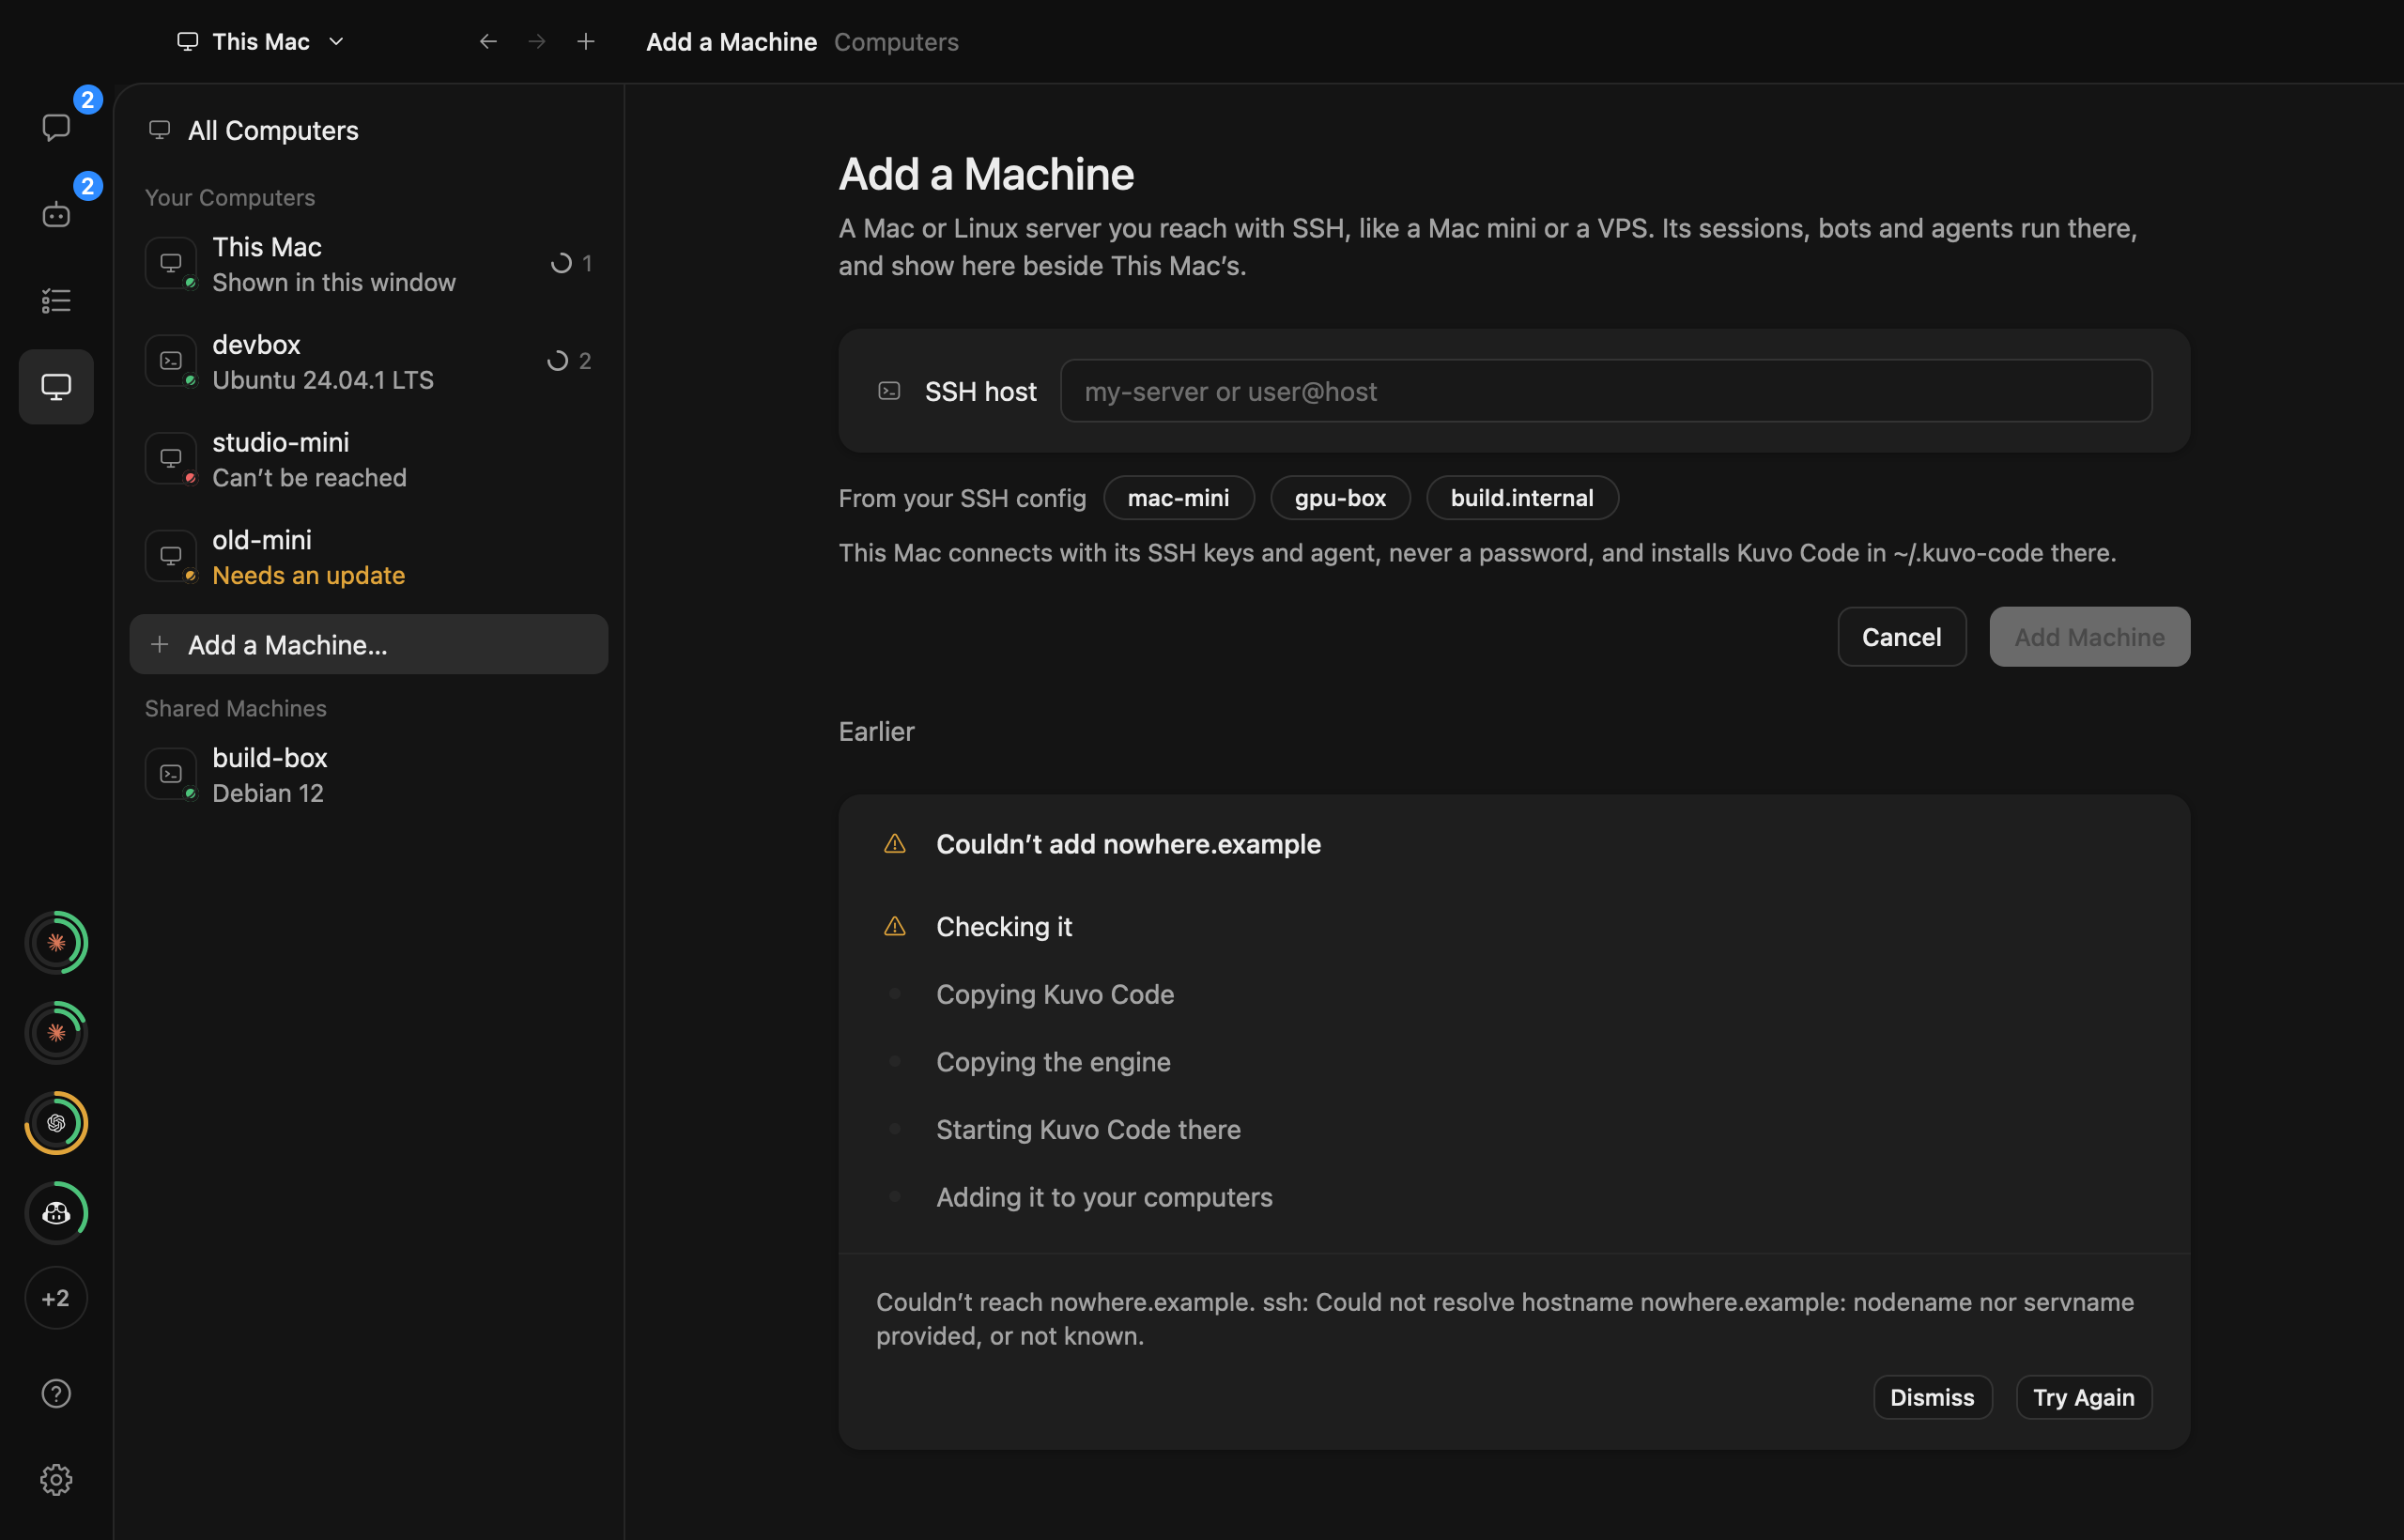 This Mac
Add a Machine Computers
2
2
All Computers
Your Computers
This Mac
Shown in this window
1
devbox
Ubuntu 24.04.1 LTS
2
studio-mini
Can’t be reached
old-mini
Needs an update
Add a Machine...
Shared Machines
build-box
Debian 12
+2
Add a Machine
A Mac or Linux server you reach with SSH, like a Mac mini or a VPS. Its sessions, bots and agents run there,
and show here beside This Mac’s.
SSH host
my-server or user@host
From your SSH config
mac-mini
gpu-box
build.internal
This Mac connects with its SSH keys and agent, never a password, and installs Kuvo Code in ~/.kuvo-code there.
Cancel
Add Machine
Earlier
Couldn’t add nowhere.example
Checking it
Copying Kuvo Code
Copying the engine
Starting Kuvo Code there
Adding it to your computers
Couldn’t reach nowhere.example. ssh: Could not resolve hostname nowhere.example: nodename nor servname
provided, or not known.
Dismiss
Try Again